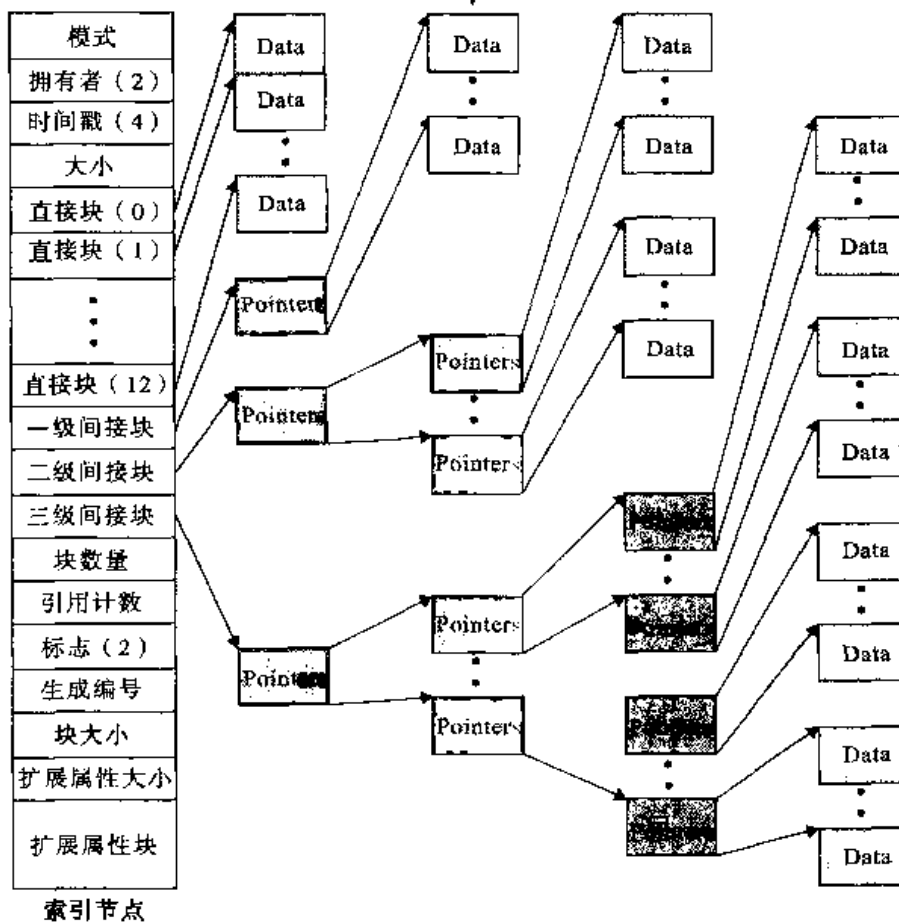 模式
拥有者（2）
时间戳（4）
大小
直接块（0）
直接块（1）
直接块（12）
一级间接块
二级间接块
三级间接块
块数量
引用计数
标志（2）
生成编号
块大小
扩展属性大小
扩展属性块
索引节点
Data
Data
Data
Pointers
Pointers
Pointers
Data
Data
Pointers
Pointers
Pointers
Pointers
Data
Data
Data
Data
Data
Data
Data
Data
Data
Data
Data
Data